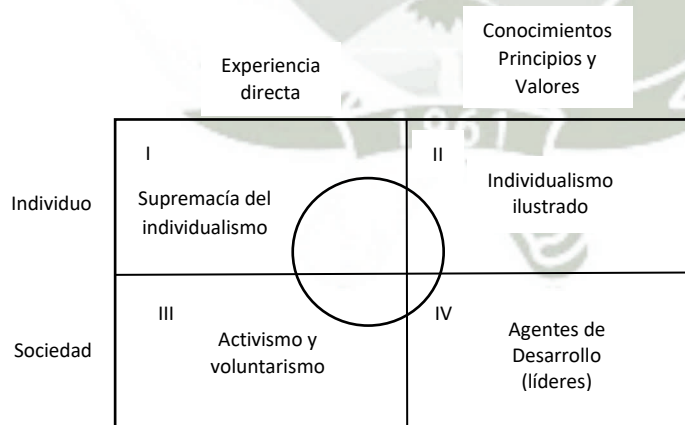 Conocimientos
Principios y
Valores
Experiencia
directa
1961
I
II
Individuo
Supremacía del
individualismo
Individualismo
ilustrado
III
IV
Sociedad
Activismo y
voluntarismo
Agentes de
Desarrollo
(líderes)